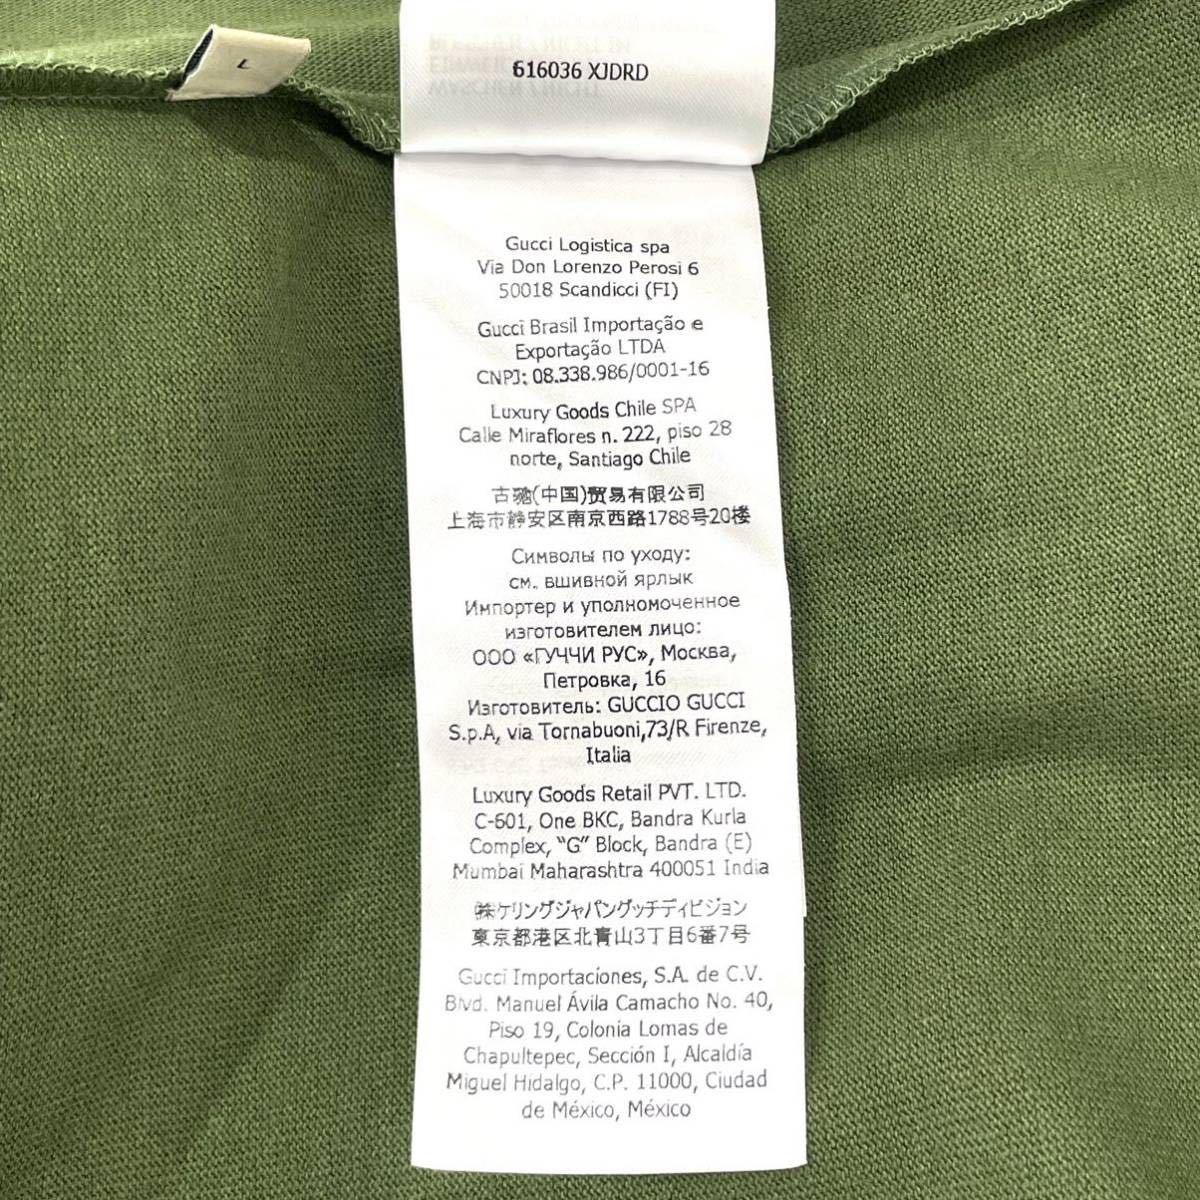 L
616036 XJDRD
Gucci Logistica spa
Via Don Lorenzo Perosi 6
50018 Scandicci (FI)
Gucci Brasil Importação e
Exportação LTDA
CNPJ: 08.338.986/0001-16
Luxury Goods Chile SPA
Calle Miraflores n. 222, piso 28
norte, Santiago Chile
古驰(中国)贸易有限公司
上海市静安区南京西路1788号20楼
Символы по уходу:
см. вшивной ярлык
Импортер и уполномоченное
изготовителем лицо:
ООО «ГУЧЧИ РУС», Москва,
Петровка, 16
Изготовитель: GUCCIO GUCCI
S.p.A, via Tornabuoni,73/R Firenze,
Italia
Luxury Goods Retail PVT. LTD.
C-601, One BKC, Bandra Kurla
Complex, "G" Block, Bandra (E)
Mumbai Maharashtra 400051 India
㈱ケリングジャパングッチディビジョン
東京都港区北青山3丁目6番7号
Gucci Importaciones, S.A. de C.V.
Blvd. Manuel Ávila Camacho No. 40,
Piso 19, Colonia Lomas de
Chapultepec, Sección I, Alcaldía
Miguel Hidalgo, C.P. 11000, Ciudad
de México, México